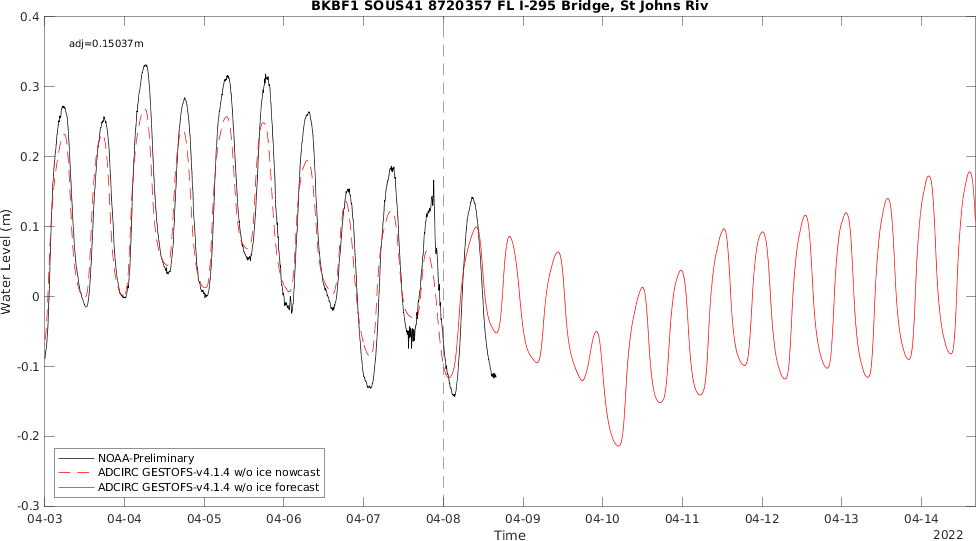 BKBF1 SOUS41 8720357 FL I-295 Bridge, St Johns Riv
adj=0.15037m
0.4
0.3
0.2
0.1
0
-0.1
-0.2
-0.3
Water Level (m)
NOAA-Preliminary
ADCIRC GESTOFS-v4.1.4 w/o ice nowcast
ADCIRC GESTOFS-v4.1.4 w/o ice forecast
04-03 04-04 04-05 04-06 04-07 04-08 04-09 04-10 04-11 04-12 04-13 04-14
Time
2022